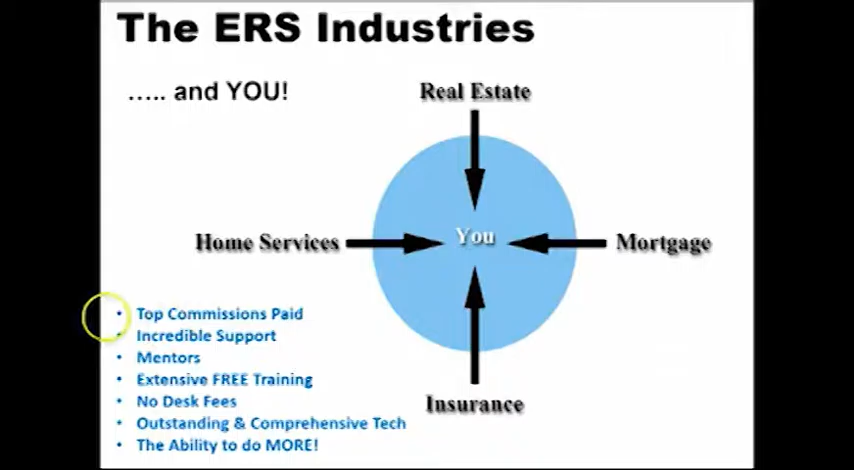 The ERS Industries
….. and YOU!
Real Estate
Home Services
You
Mortgage
Insurance
• Top Commissions Paid
• Incredible Support
• Mentors
• Extensive FREE Training
• No Desk Fees
• Outstanding & Comprehensive Tech
• The Ability to do MORE!